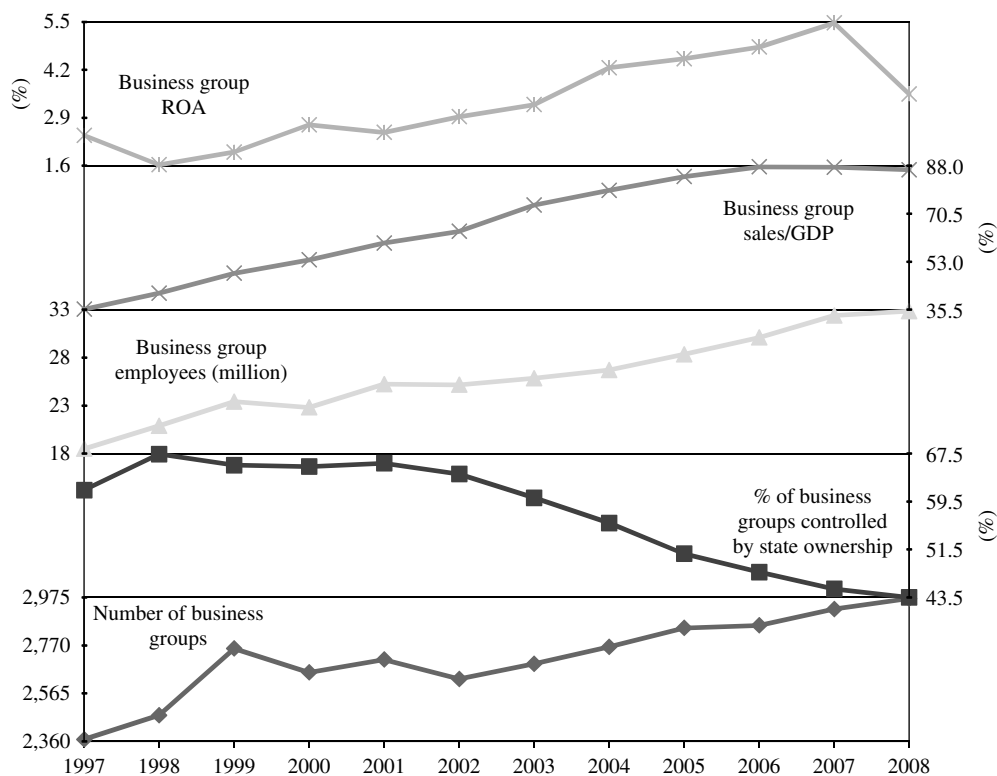 5.5
4.2
2.9
1.6
(%)
Business group
ROA
88.0
70.5
53.0
35.5
(%)
Business group
sales/GDP
33
28
23
18
Business group
employees (million)
67.5
59.5
51.5
43.5
(%)
% of business
groups controlled
by state ownership
2,975
2,770
2,565
2,360
Number of business
groups
1997 1998 1999 2000 2001 2002 2003 2004 2005 2006 2007 2008